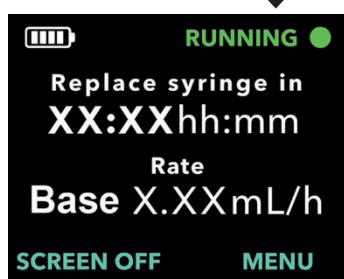 RUNNING
Replace syringe in
XX:XXhh:mm
Rate
Base X.XXmL/h
SCREEN OFF MENU